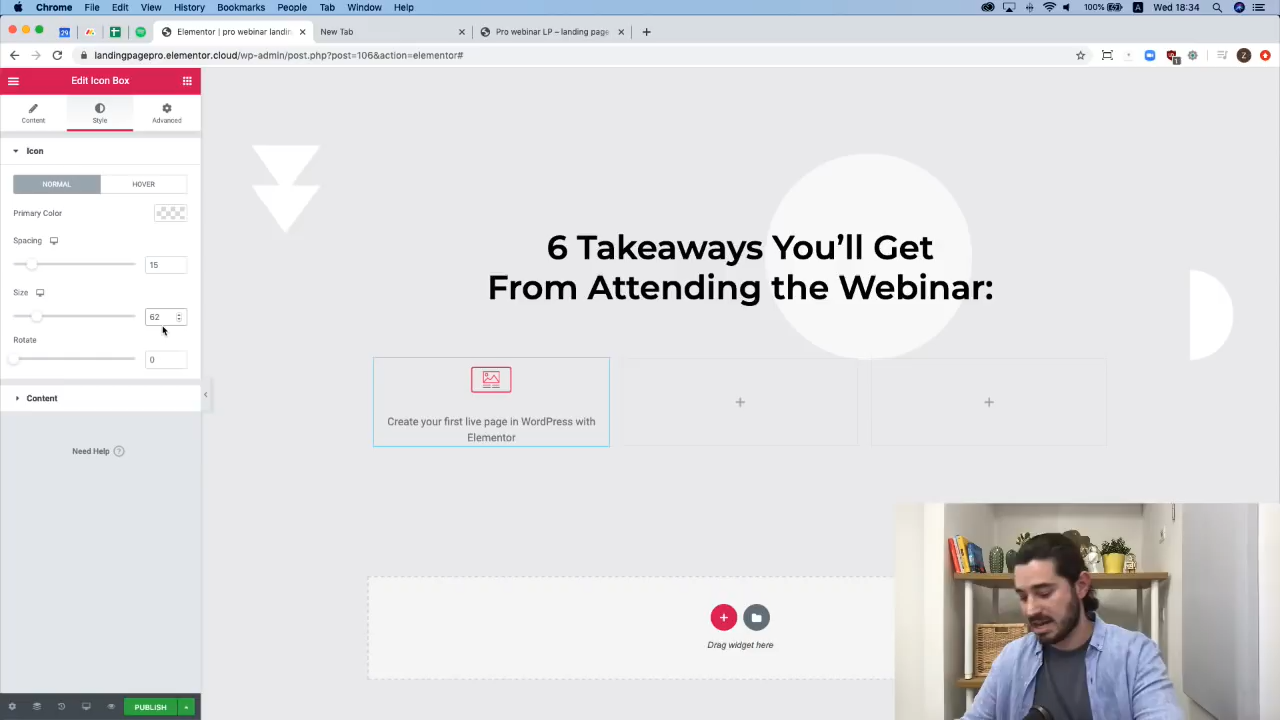 Chrome File Edit View History Bookmarks People Tab Window Help
100% A Wed 18:34
Elementor | pro webinar landin
New Tab
Pro webinar LP – landing page
landingpagepro.elementor.cloud/wp-admin/post.php?post=106&action=elementor#
Z
Edit Icon Box
Content Style Advanced
Icon
NORMAL HOVER
Primary Color
Spacing
15
Size
62
Rotate
0
Content
Need Help
PUBLISH
6 Takeaways You’ll Get
From Attending the Webinar:
Create your first live page in WordPress with
Elementor
Drag widget here